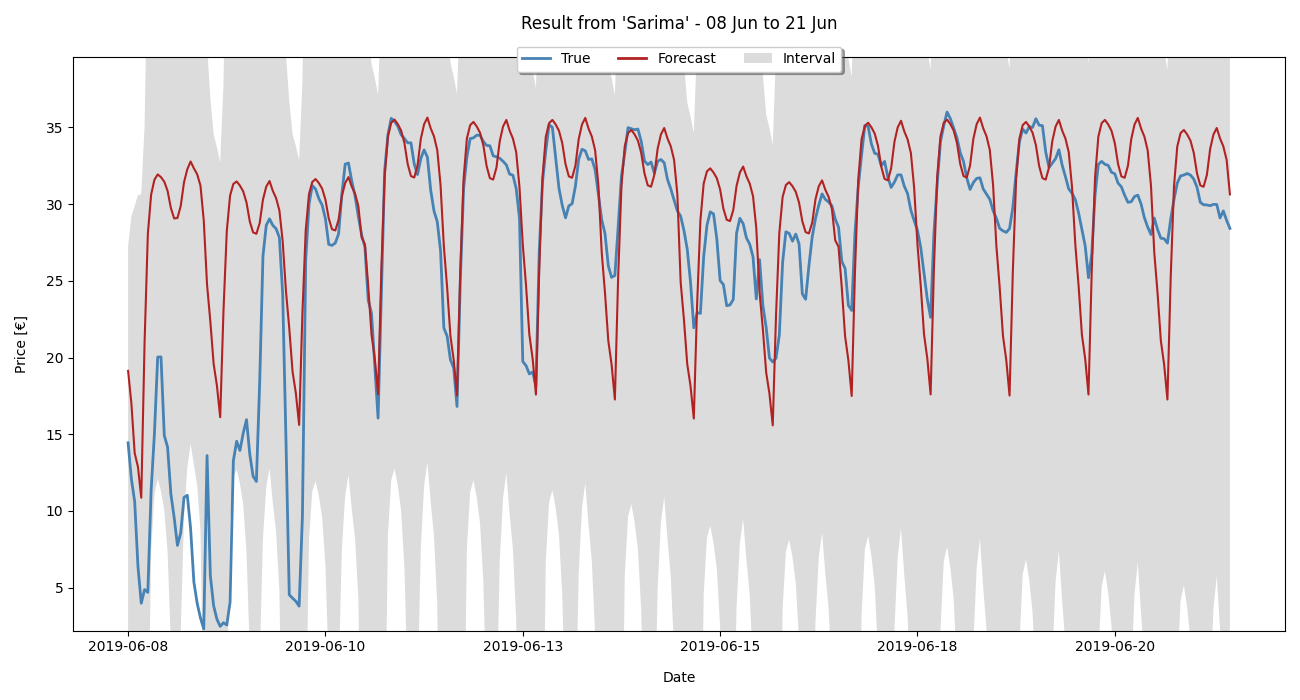 Result from 'Sarima' - 08 Jun to 21 Jun
True Forecast Interval
Price [€]
35
30
25
20
15
10
5
2019-06-08 2019-06-10 2019-06-13 2019-06-15 2019-06-18 2019-06-20
Date